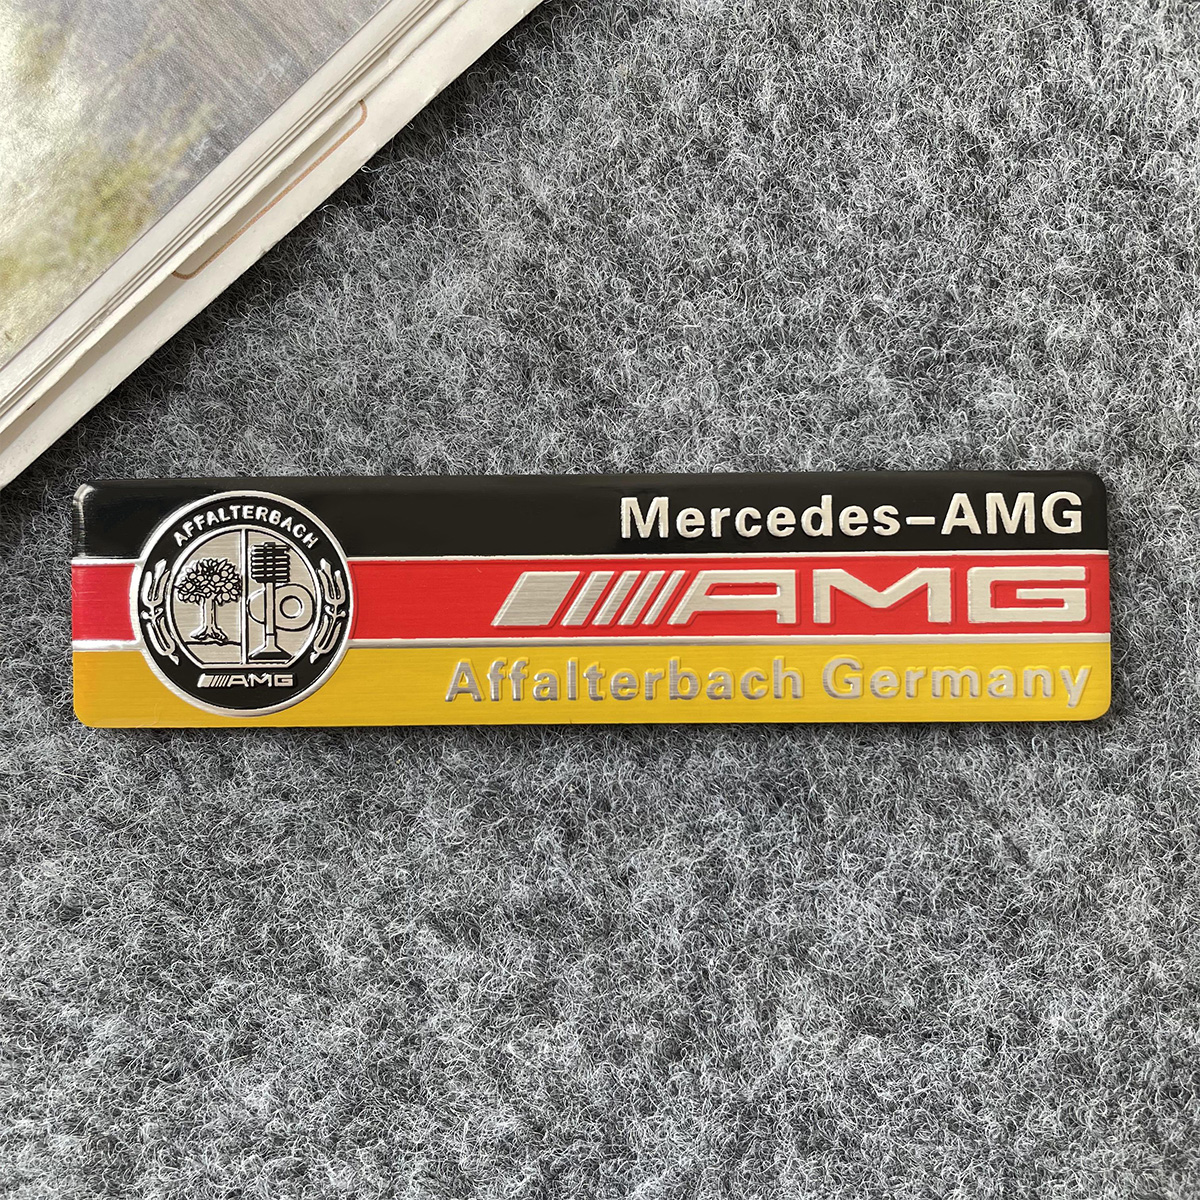 AFFALTERBACH
AMG
Mercedes-AMG
AMG
Affalterbach Germany